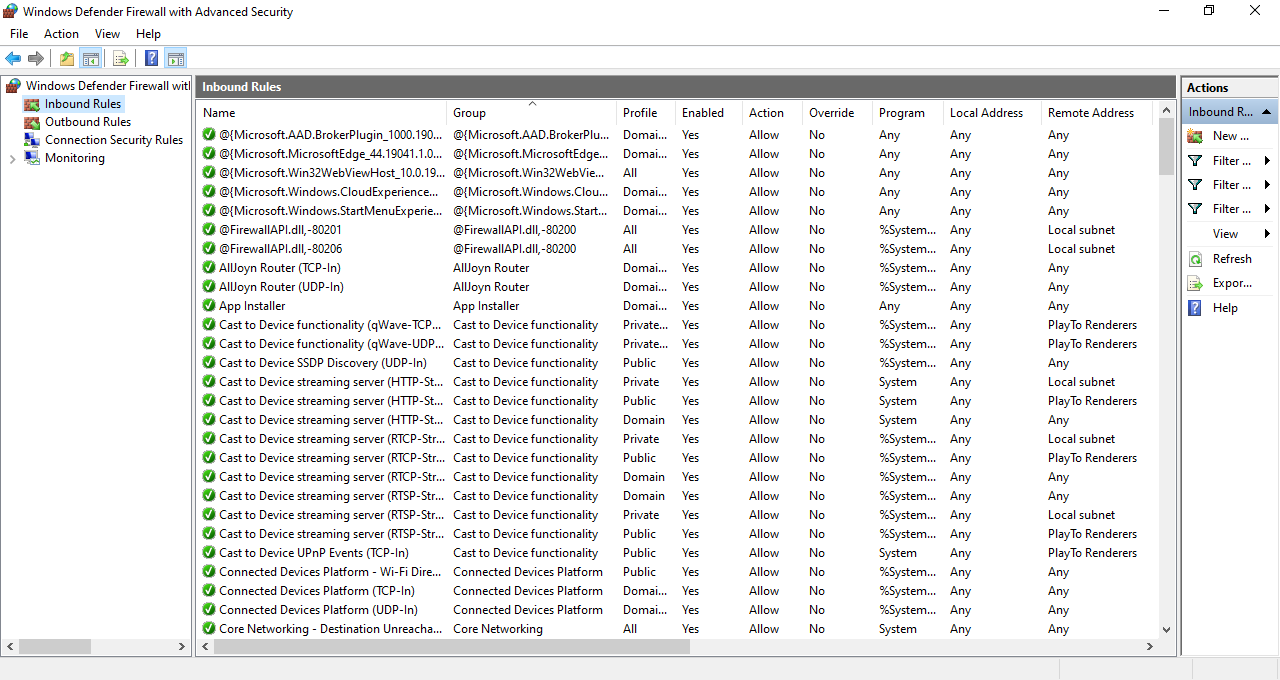 Windows Defender Firewall with Advanced Security
File Action View Help
Windows Defender Firewall wit
Inbound Rules
Outbound Rules
Connection Security Rules
Monitoring
Inbound Rules
Name Group Profile Enabled Action Override Program Local Address Remote Address
@{Microsoft.AAD.BrokerPlugin_1000.190... @{Microsoft.AAD.BrokerPlu... Domai... Yes Allow No Any Any Any
@{Microsoft.MicrosoftEdge_44.19041.1.0... @{Microsoft.MicrosoftEdge... Domai... Yes Allow No Any Any Any
@{Microsoft.Win32WebViewHost_10.0.19... @{Microsoft.Win32WebVie... All Yes Allow No Any Any Any
@{Microsoft.Windows.CloudExperience... @{Microsoft.Windows.Clou... Domai... Yes Allow No Any Any Any
@{Microsoft.Windows.StartMenuExperie... @{Microsoft.Windows.Start... Domai... Yes Allow No Any Any Any
@FirewallAPI.dll,-80201 @FirewallAPI.dll,-80200 All Yes Allow No %System... Any Local subnet
@FirewallAPI.dll,-80206 @FirewallAPI.dll,-80200 All Yes Allow No %System... Any Local subnet
AllJoyn Router (TCP-In) AllJoyn Router Domai... Yes Allow No %System... Any Any
AllJoyn Router (UDP-In) AllJoyn Router Domai... Yes Allow No %System... Any Any
App Installer App Installer Domai... Yes Allow No Any Any Any
Cast to Device functionality (qWave-TCP... Cast to Device functionality Private... Yes Allow No %System... Any PlayTo Renderers
Cast to Device functionality (qWave-UDP... Cast to Device functionality Private... Yes Allow No %System... Any PlayTo Renderers
Cast to Device SSDP Discovery (UDP-In) Cast to Device functionality Public Yes Allow No %System... Any Any
Cast to Device streaming server (HTTP-St... Cast to Device functionality Private Yes Allow No System Any Local subnet
Cast to Device streaming server (HTTP-St... Cast to Device functionality Public Yes Allow No System Any PlayTo Renderers
Cast to Device streaming server (HTTP-St... Cast to Device functionality Domain Yes Allow No System Any Any
Cast to Device streaming server (RTCP-Str... Cast to Device functionality Private Yes Allow No %System... Any Local subnet
Cast to Device streaming server (RTCP-Str... Cast to Device functionality Public Yes Allow No %System... Any PlayTo Renderers
Cast to Device streaming server (RTCP-Str... Cast to Device functionality Domain Yes Allow No %System... Any Any
Cast to Device streaming server (RTSP-Str... Cast to Device functionality Domain Yes Allow No %System... Any Any
Cast to Device streaming server (RTSP-Str... Cast to Device functionality Private Yes Allow No %System... Any Local subnet
Cast to Device streaming server (RTSP-Str... Cast to Device functionality Public Yes Allow No %System... Any PlayTo Renderers
Cast to Device UPnP Events (TCP-In) Cast to Device functionality Public Yes Allow No System Any PlayTo Renderers
Connected Devices Platform - Wi-Fi Dire... Connected Devices Platform Public Yes Allow No %System... Any Any
Connected Devices Platform (TCP-In) Connected Devices Platform Domai... Yes Allow No %System... Any Any
Connected Devices Platform (UDP-In) Connected Devices Platform Domai... Yes Allow No %System... Any Any
Core Networking - Destination Unreacha... Core Networking All Yes Allow No System Any Any
Actions
Inbound R...
New ...
Filter ...
Filter ...
Filter ...
View
Refresh
Expor...
Help